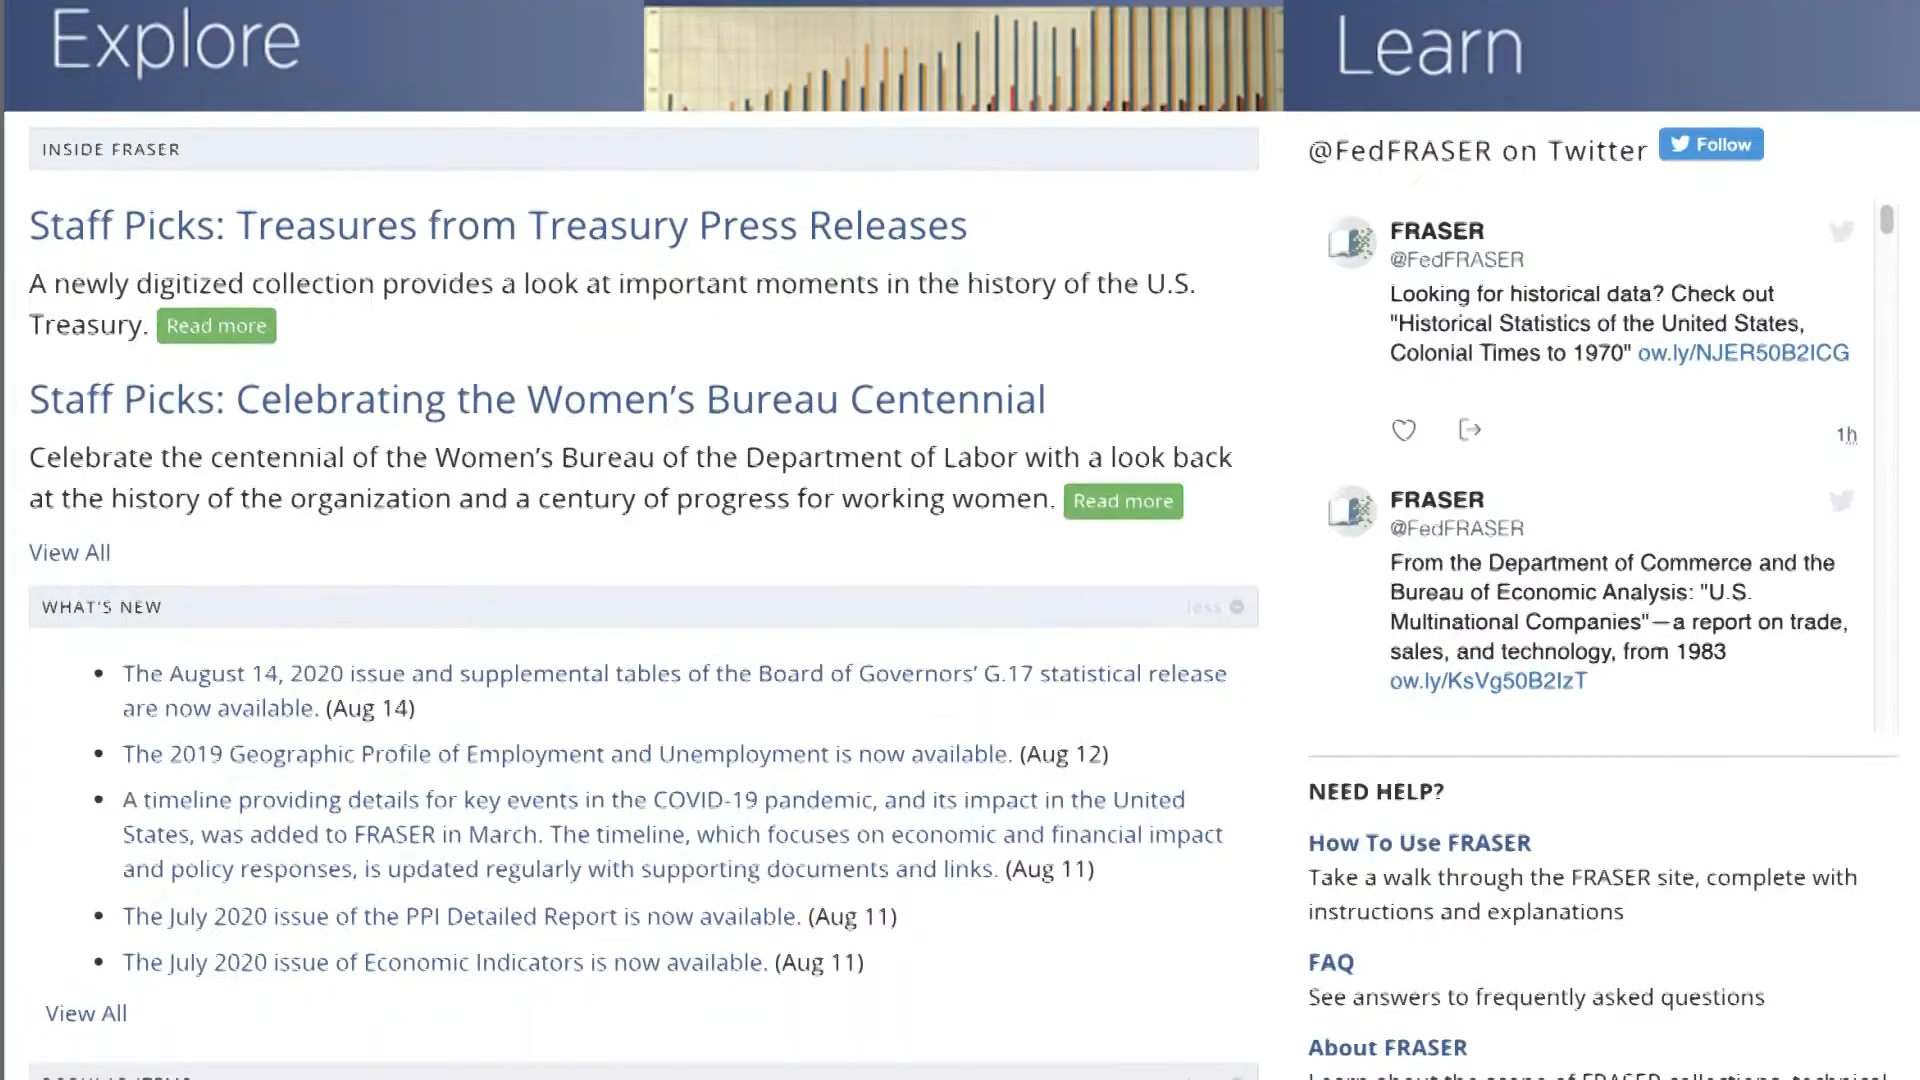 Explore
INSIDE FRASER
Staff Picks: Treasures from Treasury Press Releases
A newly digitized collection provides a look at important moments in the history of the U.S.
Treasury. Read more
Staff Picks: Celebrating the Women’s Bureau Centennial
Celebrate the centennial of the Women’s Bureau of the Department of Labor with a look back
at the history of the organization and a century of progress for working women. Read more
View All
WHAT'S NEW less
• The August 14, 2020 issue and supplemental tables of the Board of Governors’ G.17 statistical release
are now available. (Aug 14)
• The 2019 Geographic Profile of Employment and Unemployment is now available. (Aug 12)
• A timeline providing details for key events in the COVID-19 pandemic, and its impact in the United
States, was added to FRASER in March. The timeline, which focuses on economic and financial impact
and policy responses, is updated regularly with supporting documents and links. (Aug 11)
• The July 2020 issue of the PPI Detailed Report is now available. (Aug 11)
• The July 2020 issue of Economic Indicators is now available. (Aug 11)
View All
Learn
@FedFRASER on Twitter Follow
FRASER
@FedFRASER
Looking for historical data? Check out
"Historical Statistics of the United States,
Colonial Times to 1970" ow.ly/NJER50B2ICG
1h
FRASER
@FedFRASER
From the Department of Commerce and the
Bureau of Economic Analysis: "U.S.
Multinational Companies"—a report on trade,
sales, and technology, from 1983
ow.ly/KsVg50B2IzT
NEED HELP?
How To Use FRASER
Take a walk through the FRASER site, complete with
instructions and explanations
FAQ
See answers to frequently asked questions
About FRASER
Learn about the scope of FRASER collections, technical